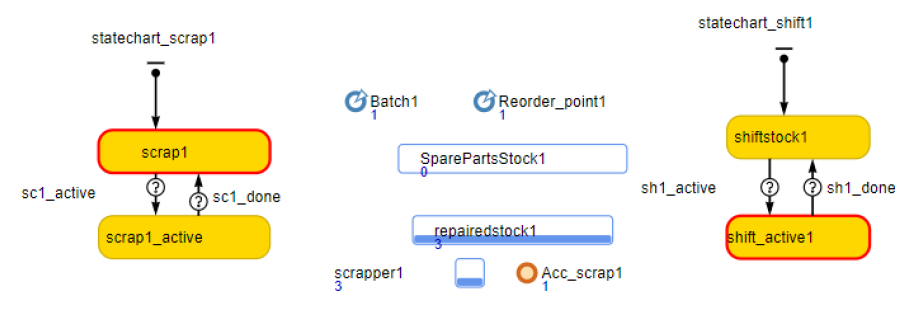 statechart_scrap1
scrap1
sc1_active
?
?
sc1_done
scrap1_active
Batch1
1
Reorder_point1
1
SparePartsStock1
0
repairedstock1
3
scrapper1
3
Acc_scrap1
1
statechart_shift1
shiftstock1
sh1_active
?
?
sh1_done
shift_active1